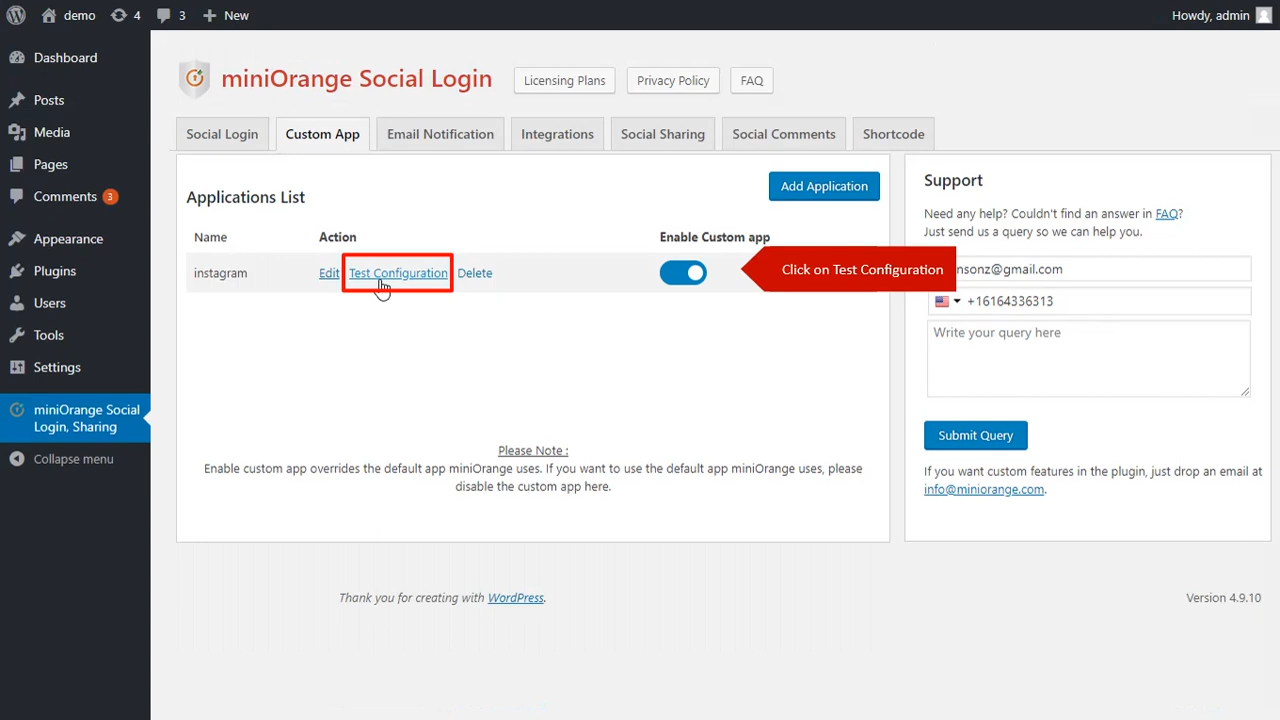 demo
4
3
New
Howdy, admin
Dashboard
Posts
Media
Pages
Comments 3
Appearance
Plugins
Users
Tools
Settings
miniOrange Social
Login, Sharing
Collapse menu
miniOrange Social Login
Licensing Plans
Privacy Policy
FAQ
Social Login
Custom App
Email Notification
Integrations
Social Sharing
Social Comments
Shortcode
Applications List
Add Application
Name
Action
Enable Custom app
instagram
Edit
Test Configuration
Delete
Click on Test Configuration
Please Note :
Enable custom app overrides the default app miniOrange uses. If you want to use the default app miniOrange uses, please
disable the custom app here.
Support
Need any help? Couldn't find an answer in FAQ?
Just send us a query so we can help you.
nsonz@gmail.com
+16164336313
Write your query here
Submit Query
If you want custom features in the plugin, just drop an email at
info@miniorange.com.
Thank you for creating with WordPress.
Version 4.9.10